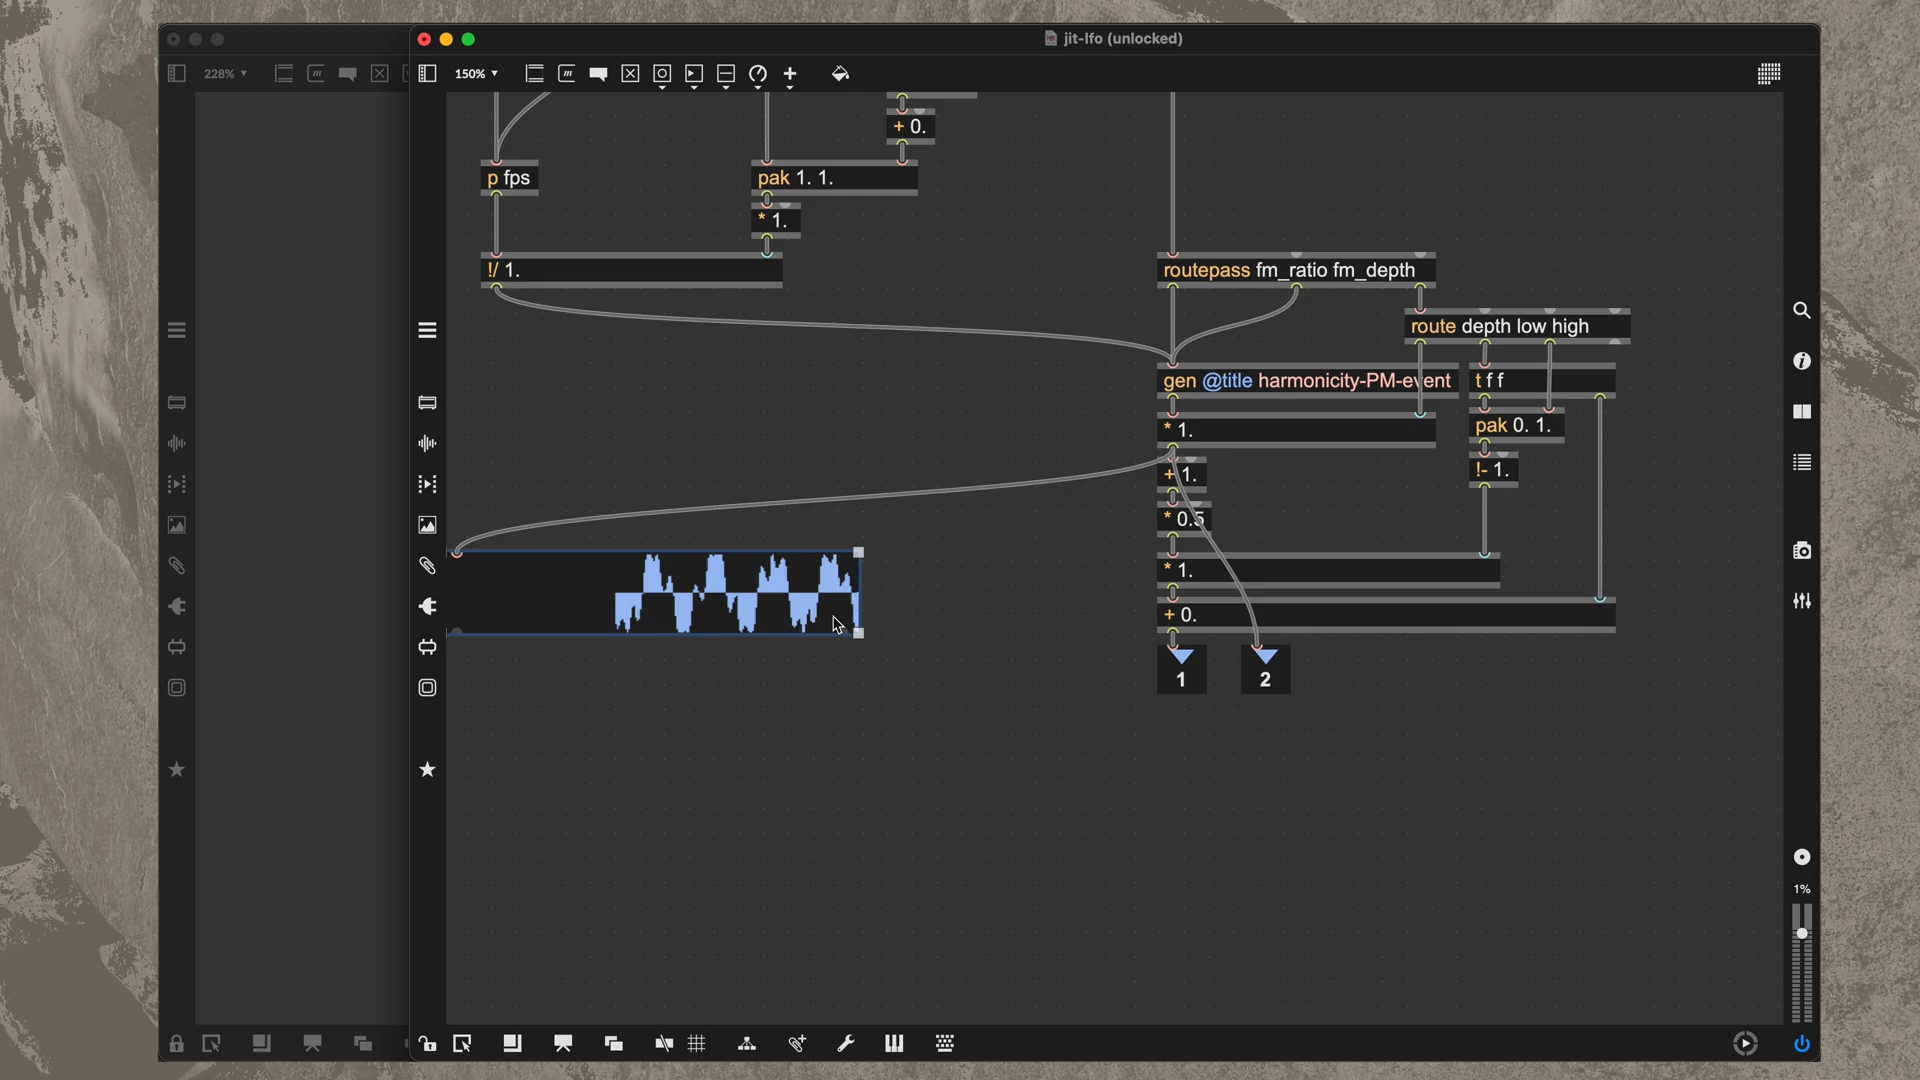 jit-lfo (unlocked)
228%
150%
+ 0.
p fps
pak 1. 1.
* 1.
!/ 1.
routepass fm_ratio fm_depth
route depth low high
gen @title harmonicity-PM-event
t f f
* 1.
pak 0. 1.
+ 1.
!- 1.
* 0.5
* 1.
+ 0.
1
2
1%